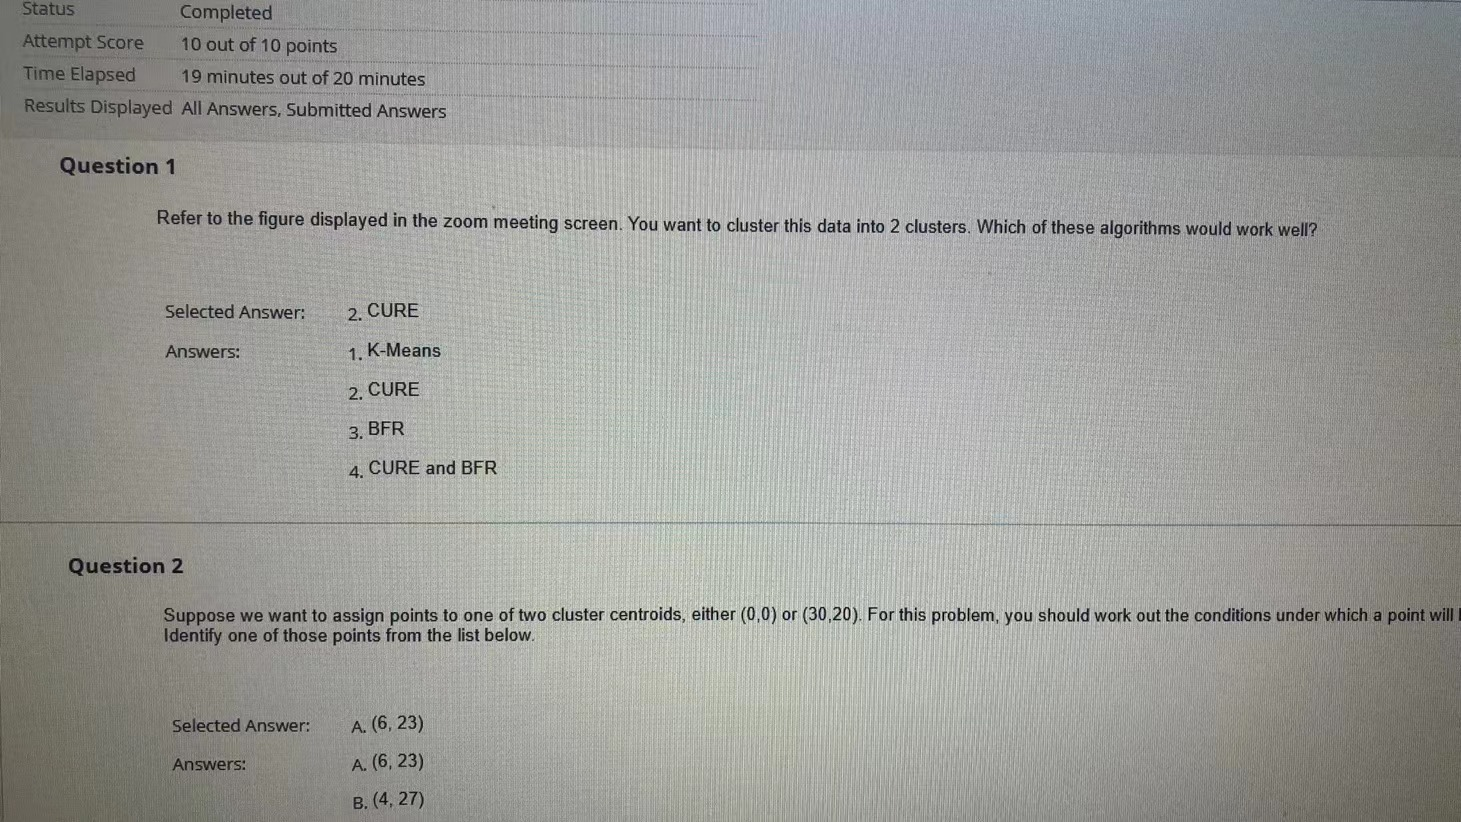 Status Completed
Attempt Score 10 out of 10 points
Time Elapsed 19 minutes out of 20 minutes
Results Displayed All Answers, Submitted Answers
Question 1
Refer to the figure displayed in the zoom meeting screen. You want to cluster this data into 2 clusters. Which of these algorithms would work well?
Selected Answer: 2. CURE
Answers: 1. K-Means
2. CURE
3. BFR
4. CURE and BFR
Question 2
Suppose we want to assign points to one of two cluster centroids, either (0,0) or (30,20). For this problem, you should work out the conditions under which a point will
Identify one of those points from the list below.
Selected Answer: A. (6, 23)
Answers: A. (6, 23)
B. (4, 27)